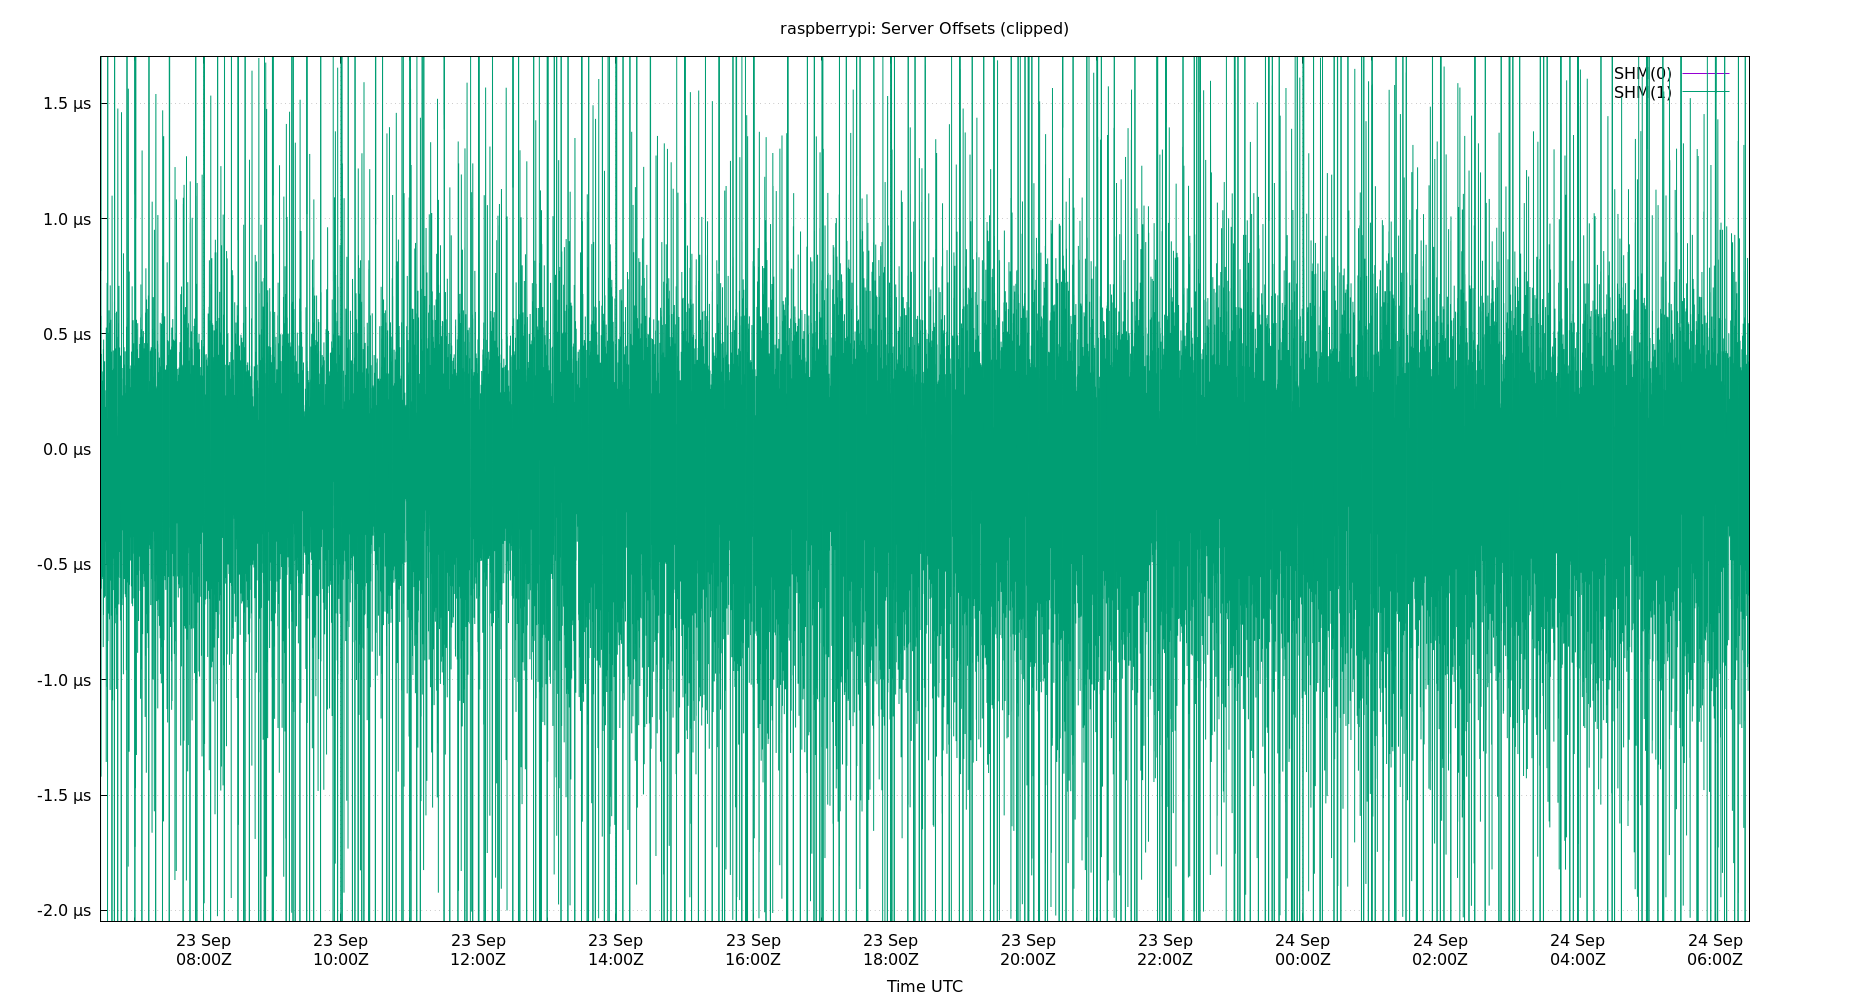 raspberrypi: Server Offsets (clipped)
SHM(0)
SHM(1)
1.5 µs
1.0 µs
0.5 µs
0.0 µs
-0.5 µs
-1.0 µs
-1.5 µs
-2.0 µs
23 Sep 23 Sep 23 Sep 23 Sep 23 Sep 23 Sep 23 Sep 23 Sep 24 Sep 24 Sep 24 Sep 24 Sep
08:00Z 10:00Z 12:00Z 14:00Z 16:00Z 18:00Z 20:00Z 22:00Z 00:00Z 02:00Z 04:00Z 06:00Z
Time UTC